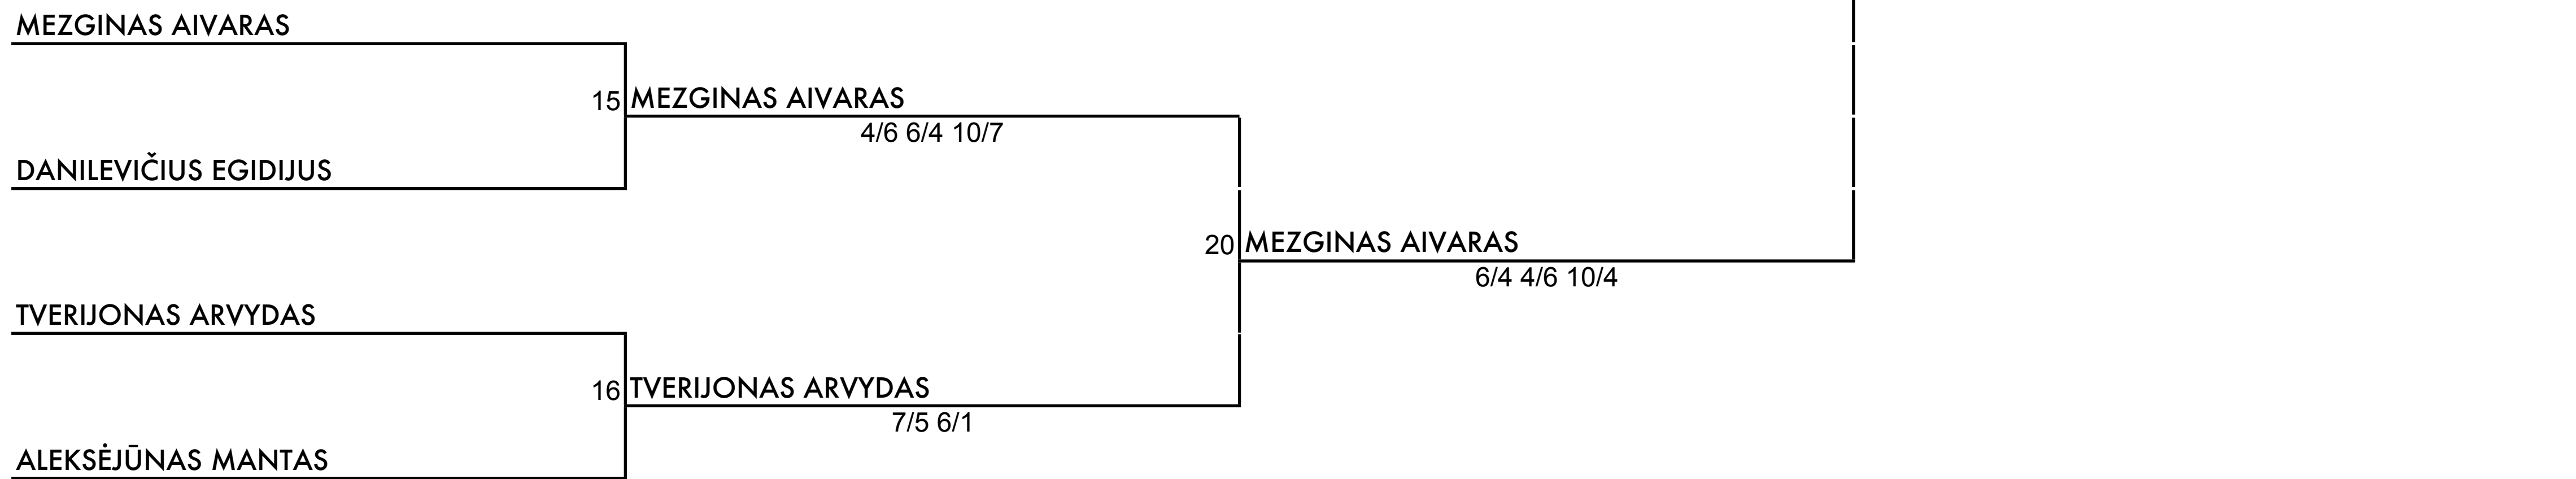 MEZGINAS AIVARAS
15 MEZGINAS AIVARAS
4/6 6/4 10/7
DANILEVIČIUS EGIDIJUS
20 MEZGINAS AIVARAS
6/4 4/6 10/4
TVERIJONAS ARVYDAS
16 TVERIJONAS ARVYDAS
7/5 6/1
ALEKSĖJŪNAS MANTAS